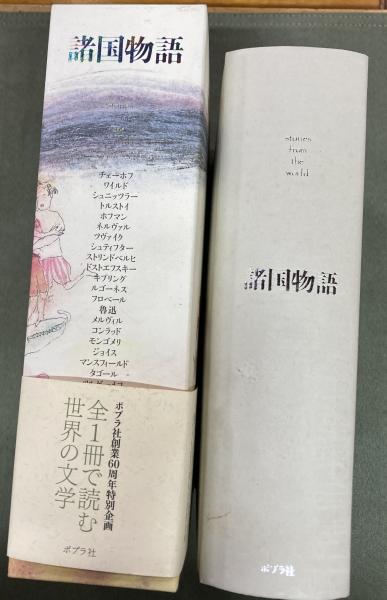 諸国物語
チェーホフ
ワイルド
シュニッツラー
トルストイ
ホフマン
ネルヴァル
ツヴァイク
シュティフター
ストリンドベルヒ
ドストエフスキー
キプリング
ルゴーネス
フロベール
魯迅
メルヴィル
コンラッド
モンゴメリ
ジョイス
マンスフィールド
タゴール
ポプラ社創業60周年特別企画
全1冊で読む
世界の文学
ポプラ社
stories
from
the
world
諸国物語
ポプラ社